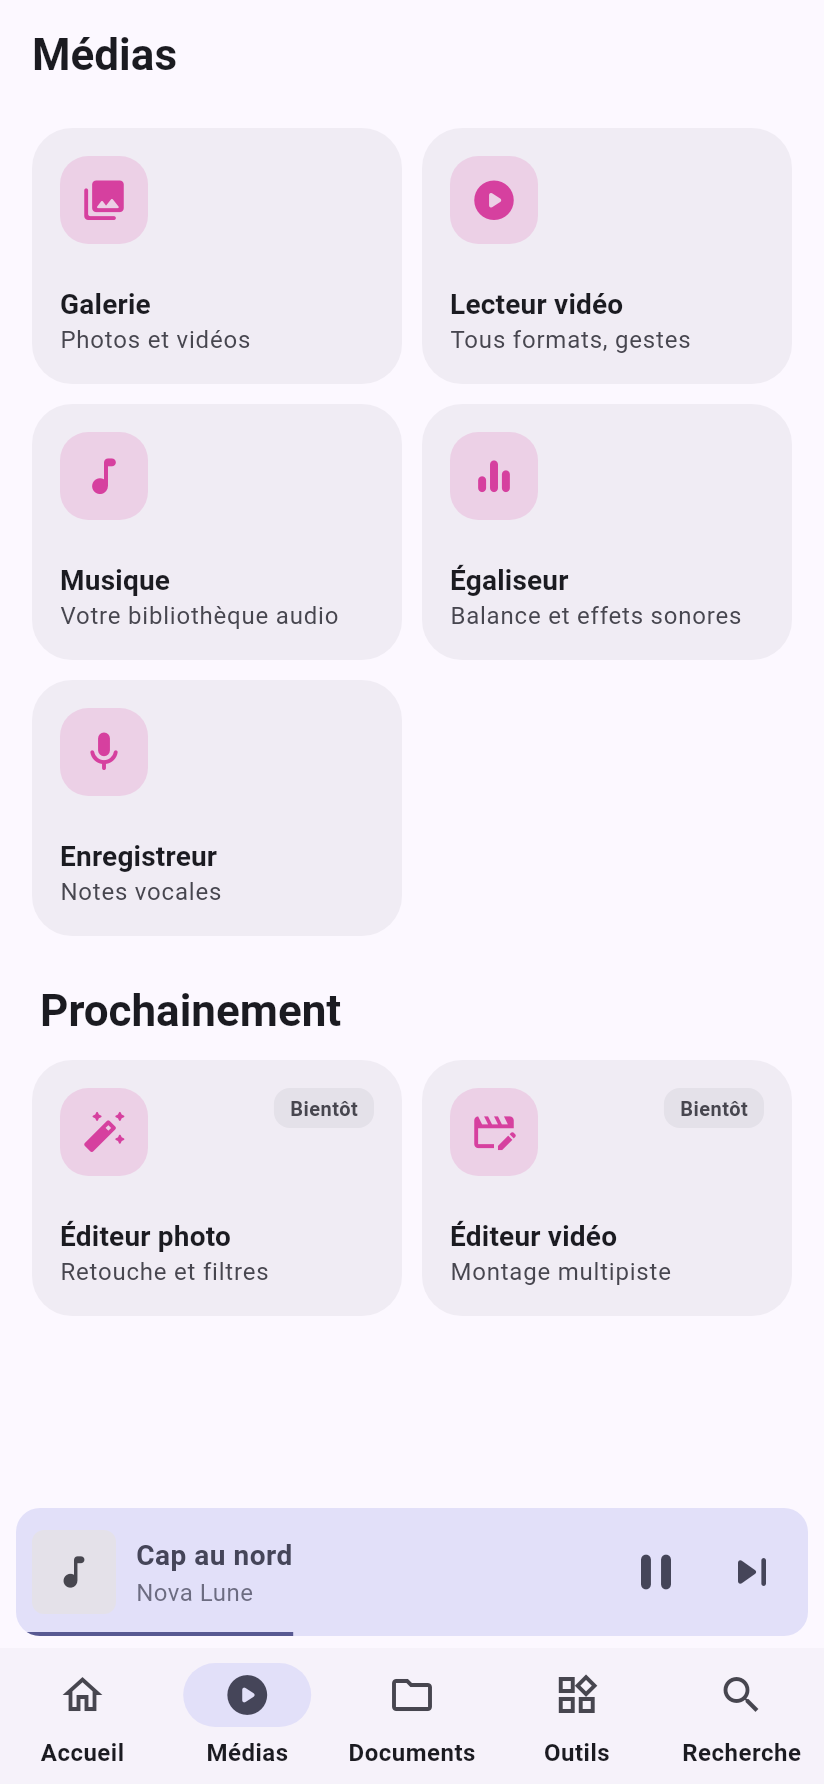 Médias
Galerie
Photos et vidéos
Lecteur vidéo
Tous formats, gestes
Musique
Votre bibliothèque audio
Égaliseur
Balance et effets sonores
Enregistreur
Notes vocales
Prochainement
Bientôt
Éditeur photo
Retouche et filtres
Bientôt
Éditeur vidéo
Montage multipiste
Cap au nord
Nova Lune
Accueil
Médias
Documents
Outils
Recherche